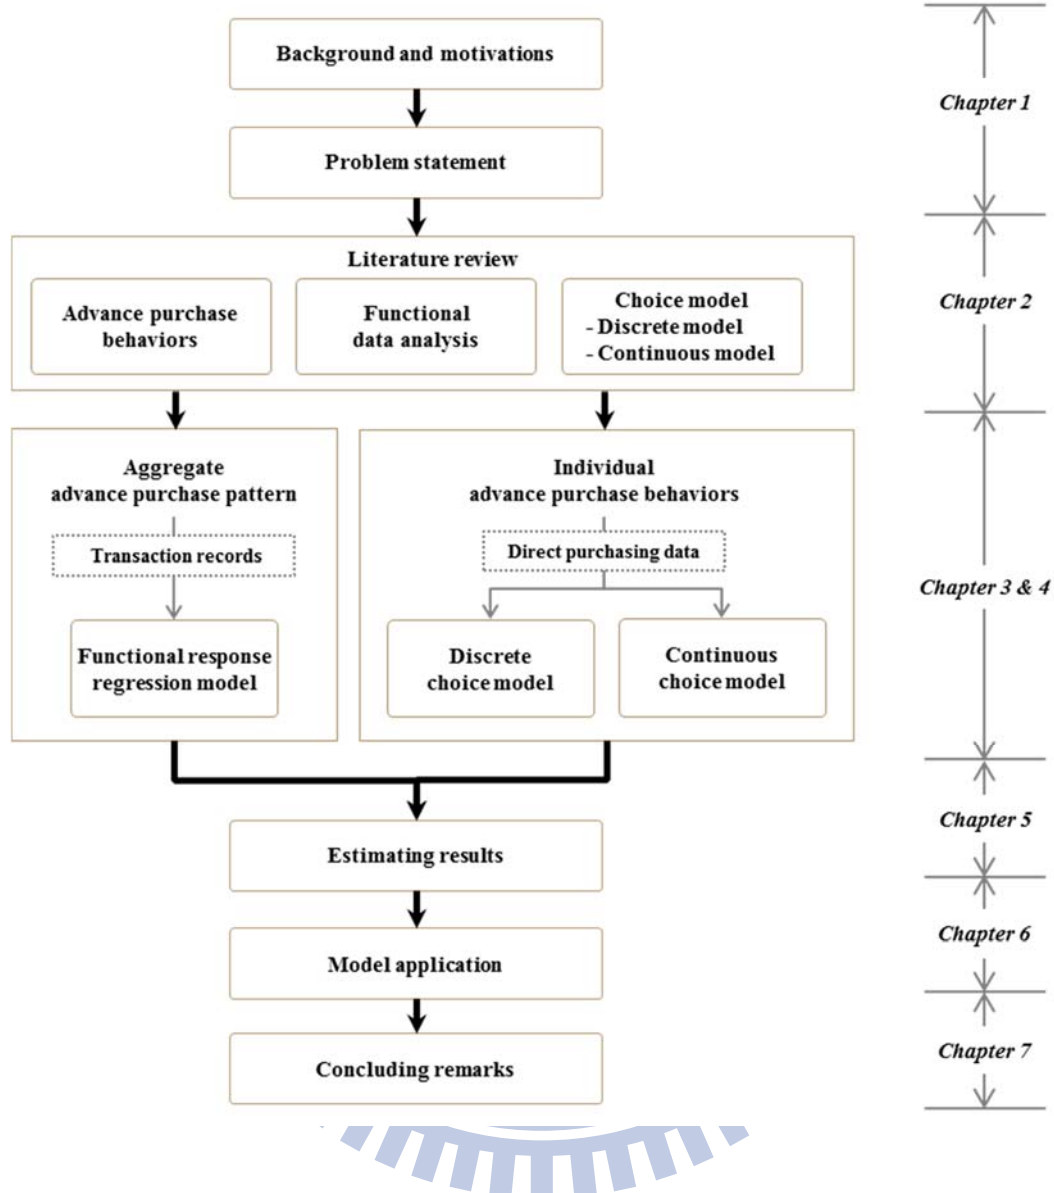 Background and motivations
Chapter 1
Problem statement
Literature review
Advance purchase
behaviors
Functional
data analysis
Choice model
- Discrete model
- Continuous model
Chapter 2
Aggregate
advance purchase pattern
Transaction records
Functional response
regression model
Individual
advance purchase behaviors
Direct purchasing data
Discrete
choice model
Continuous
choice model
Chapter 3 & 4
Estimating results
Chapter 5
Model application
Chapter 6
Concluding remarks
Chapter 7